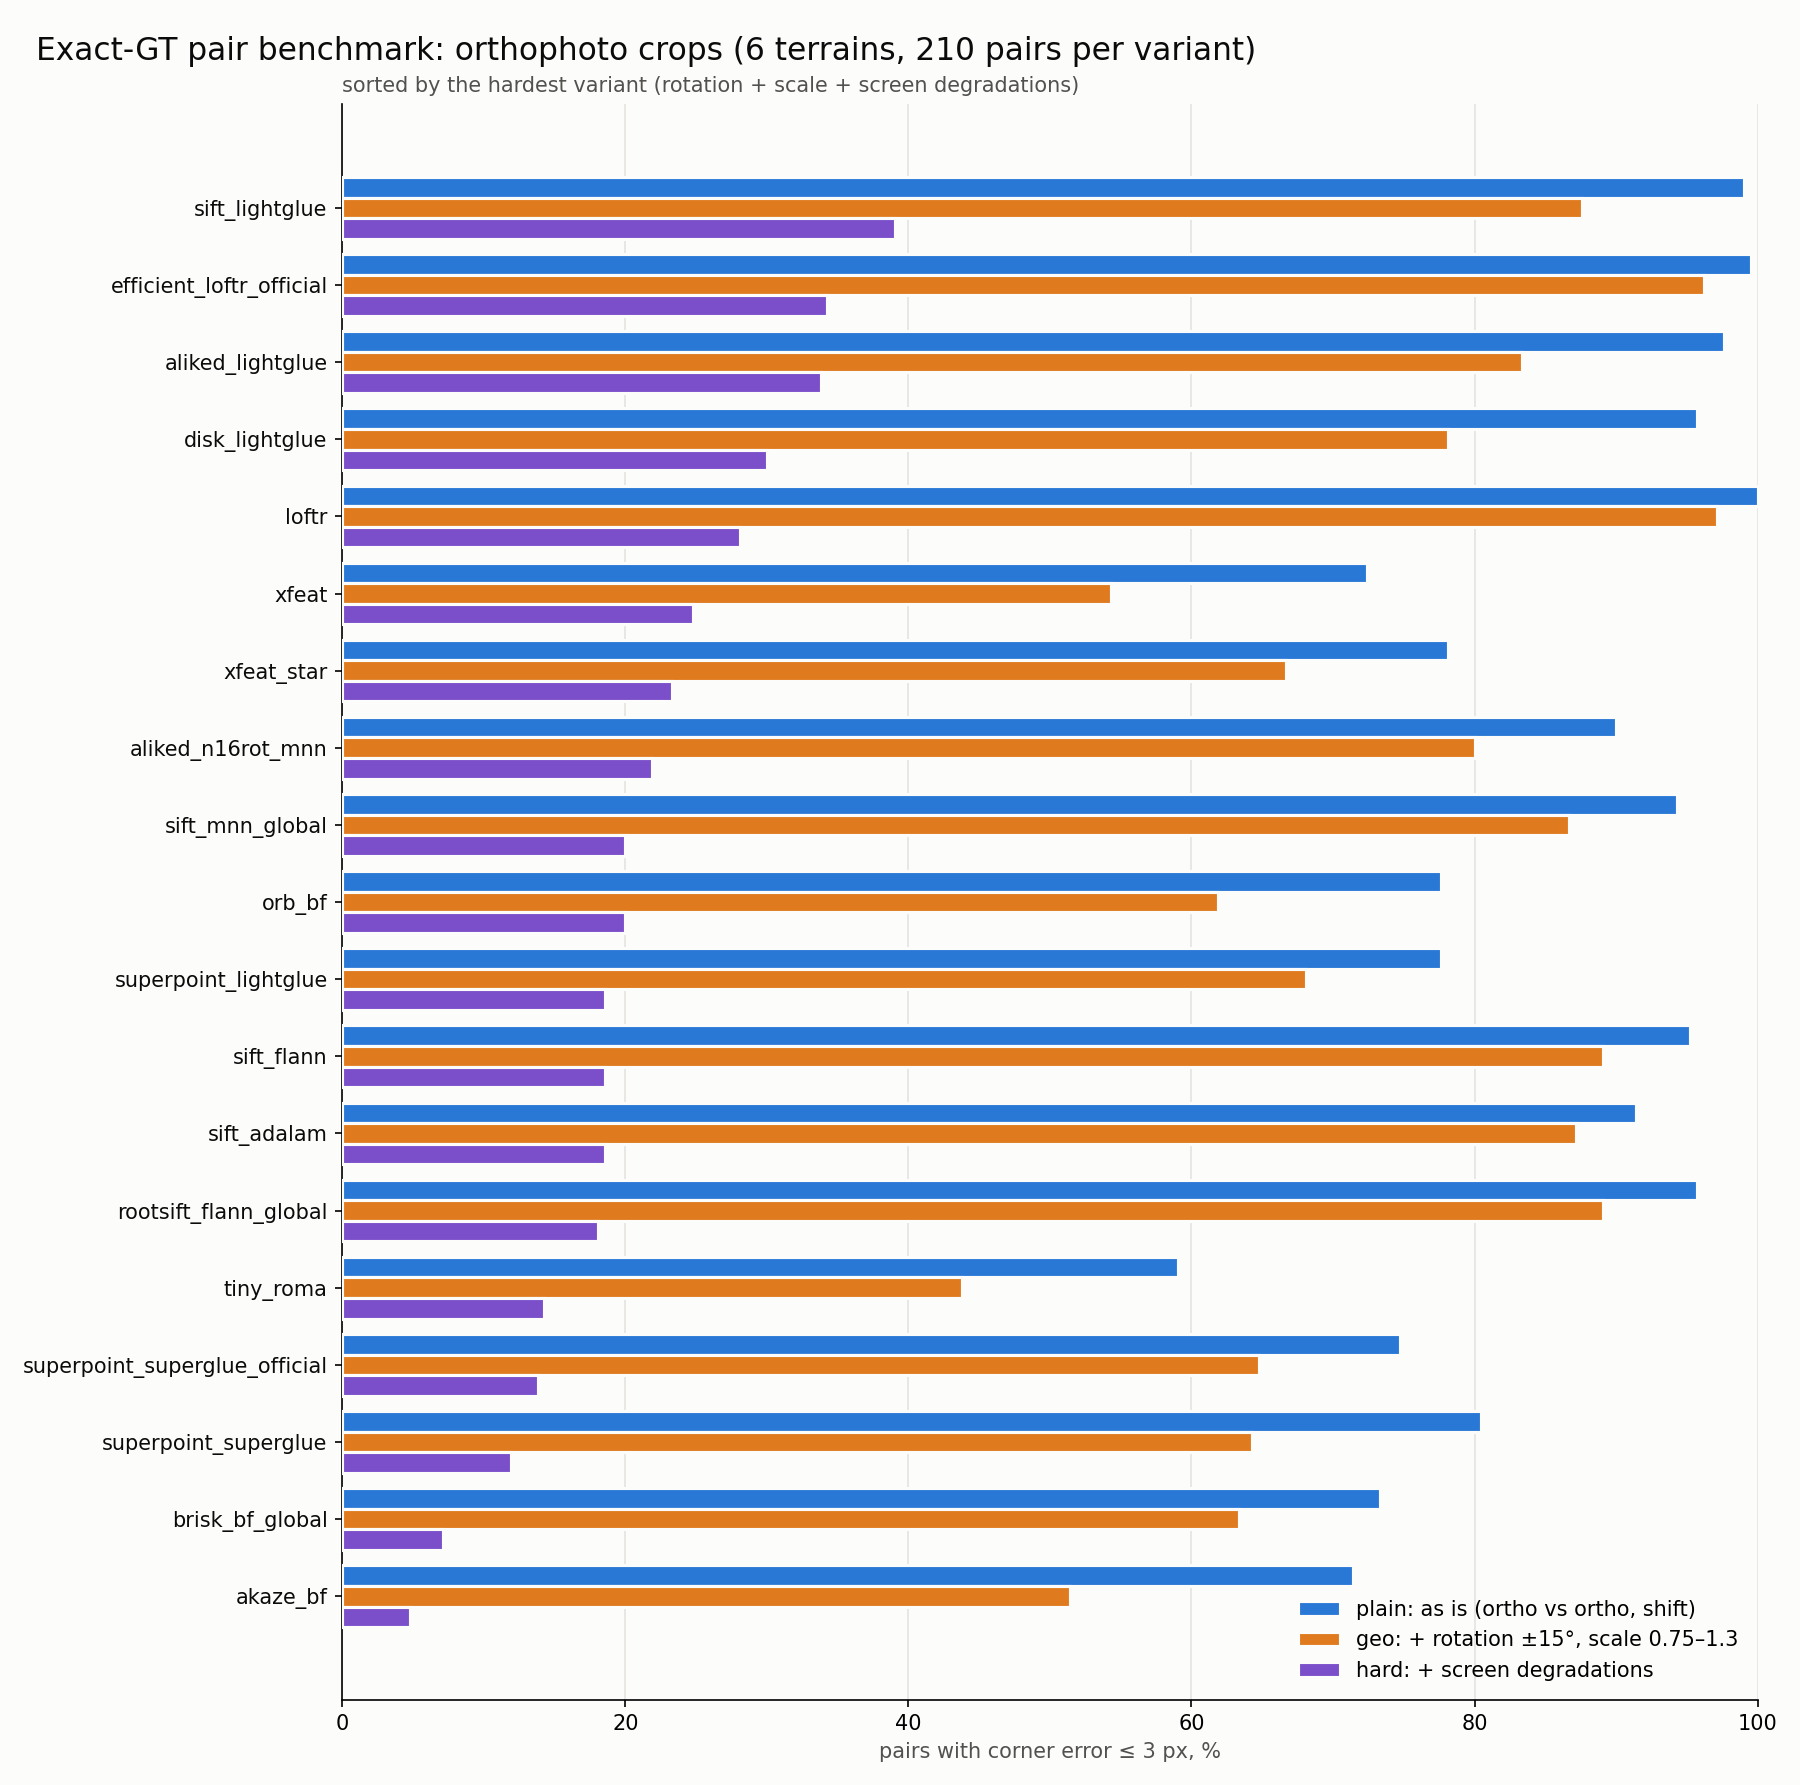 Exact-GT pair benchmark: orthophoto crops (6 terrains, 210 pairs per variant)
sorted by the hardest variant (rotation + scale + screen degradations)
sift_lightglue
efficient_loftr_official
aliked_lightglue
disk_lightglue
loftr
xfeat
xfeat_star
aliked_n16rot_mnn
sift_mnn_global
orb_bf
superpoint_lightglue
sift_flann
sift_adalam
rootsift_flann_global
tiny_roma
superpoint_superglue_official
superpoint_superglue
brisk_bf_global
akaze_bf
plain: as is (ortho vs ortho, shift)
geo: + rotation ±15°, scale 0.75–1.3
hard: + screen degradations
0 20 40 60 80 100
pairs with corner error ≤ 3 px, %